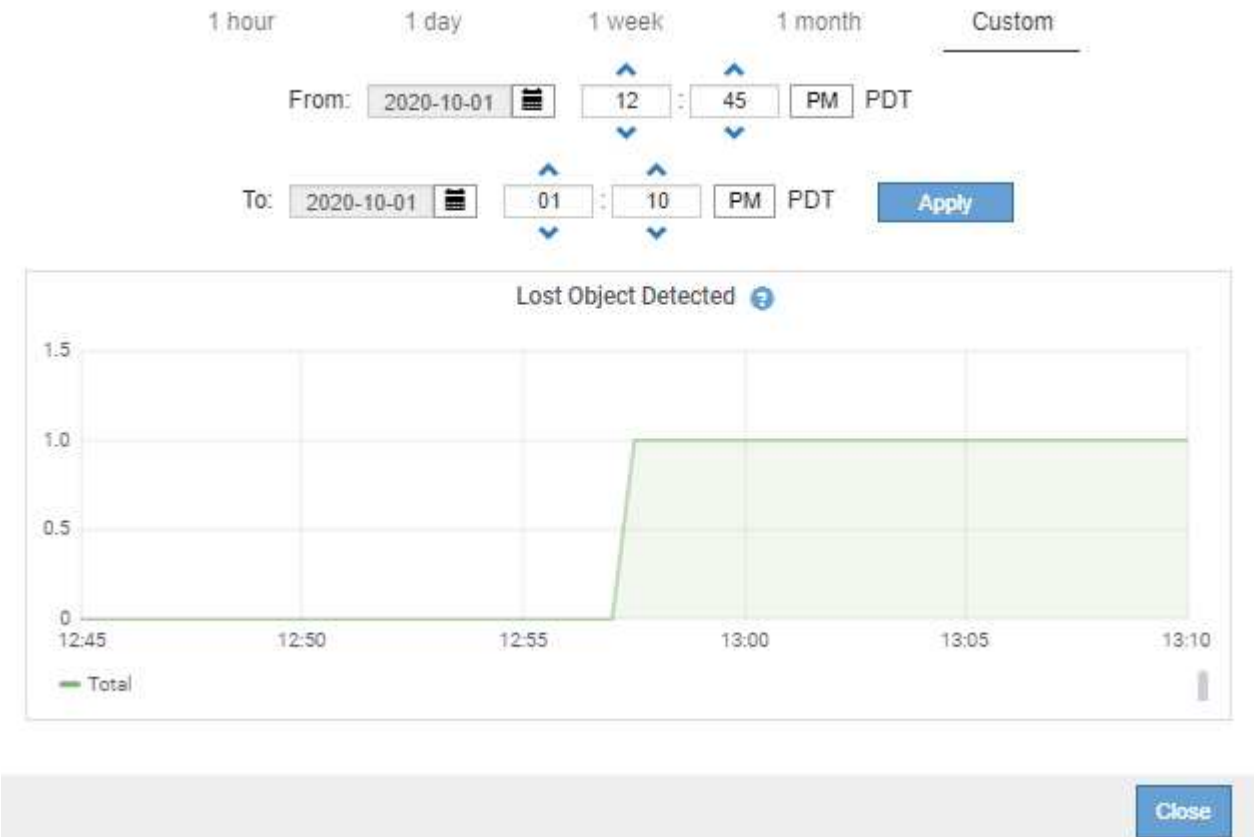 1 hour 1 day 1 week 1 month Custom
From: 2020-10-01 12 : 45 PM PDT
To: 2020-10-01 01 : 10 PM PDT Apply
Lost Object Detected ?
1.5
1.0
0.5
0
12:45 12:50 12:55 13:00 13:05 13:10
Total
Close